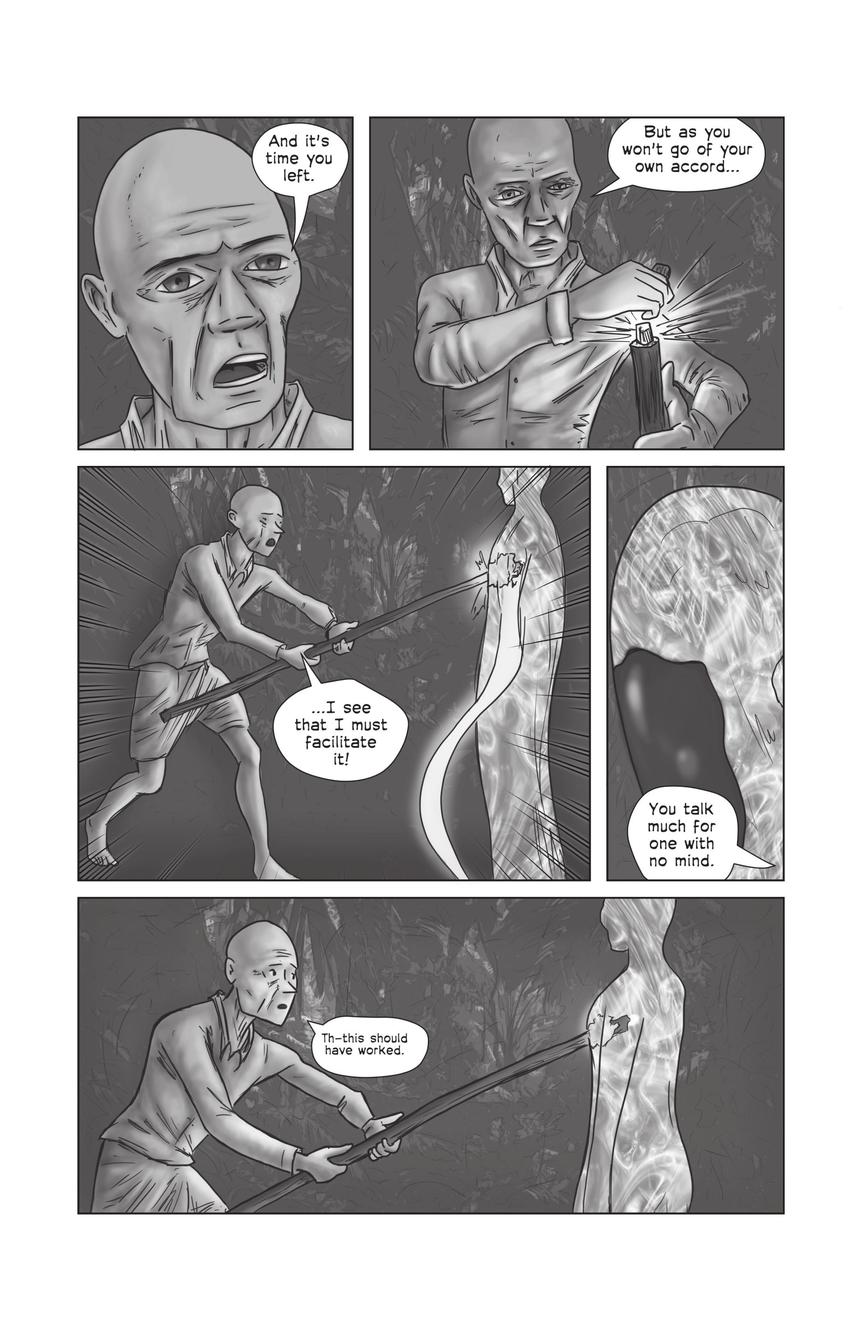 And it's
time you
left.
But as you
won't go of your
own accord...
...I see
that I must
facilitate
it!
You talk
much for
one with
no mind.
Th-this should
have worked.